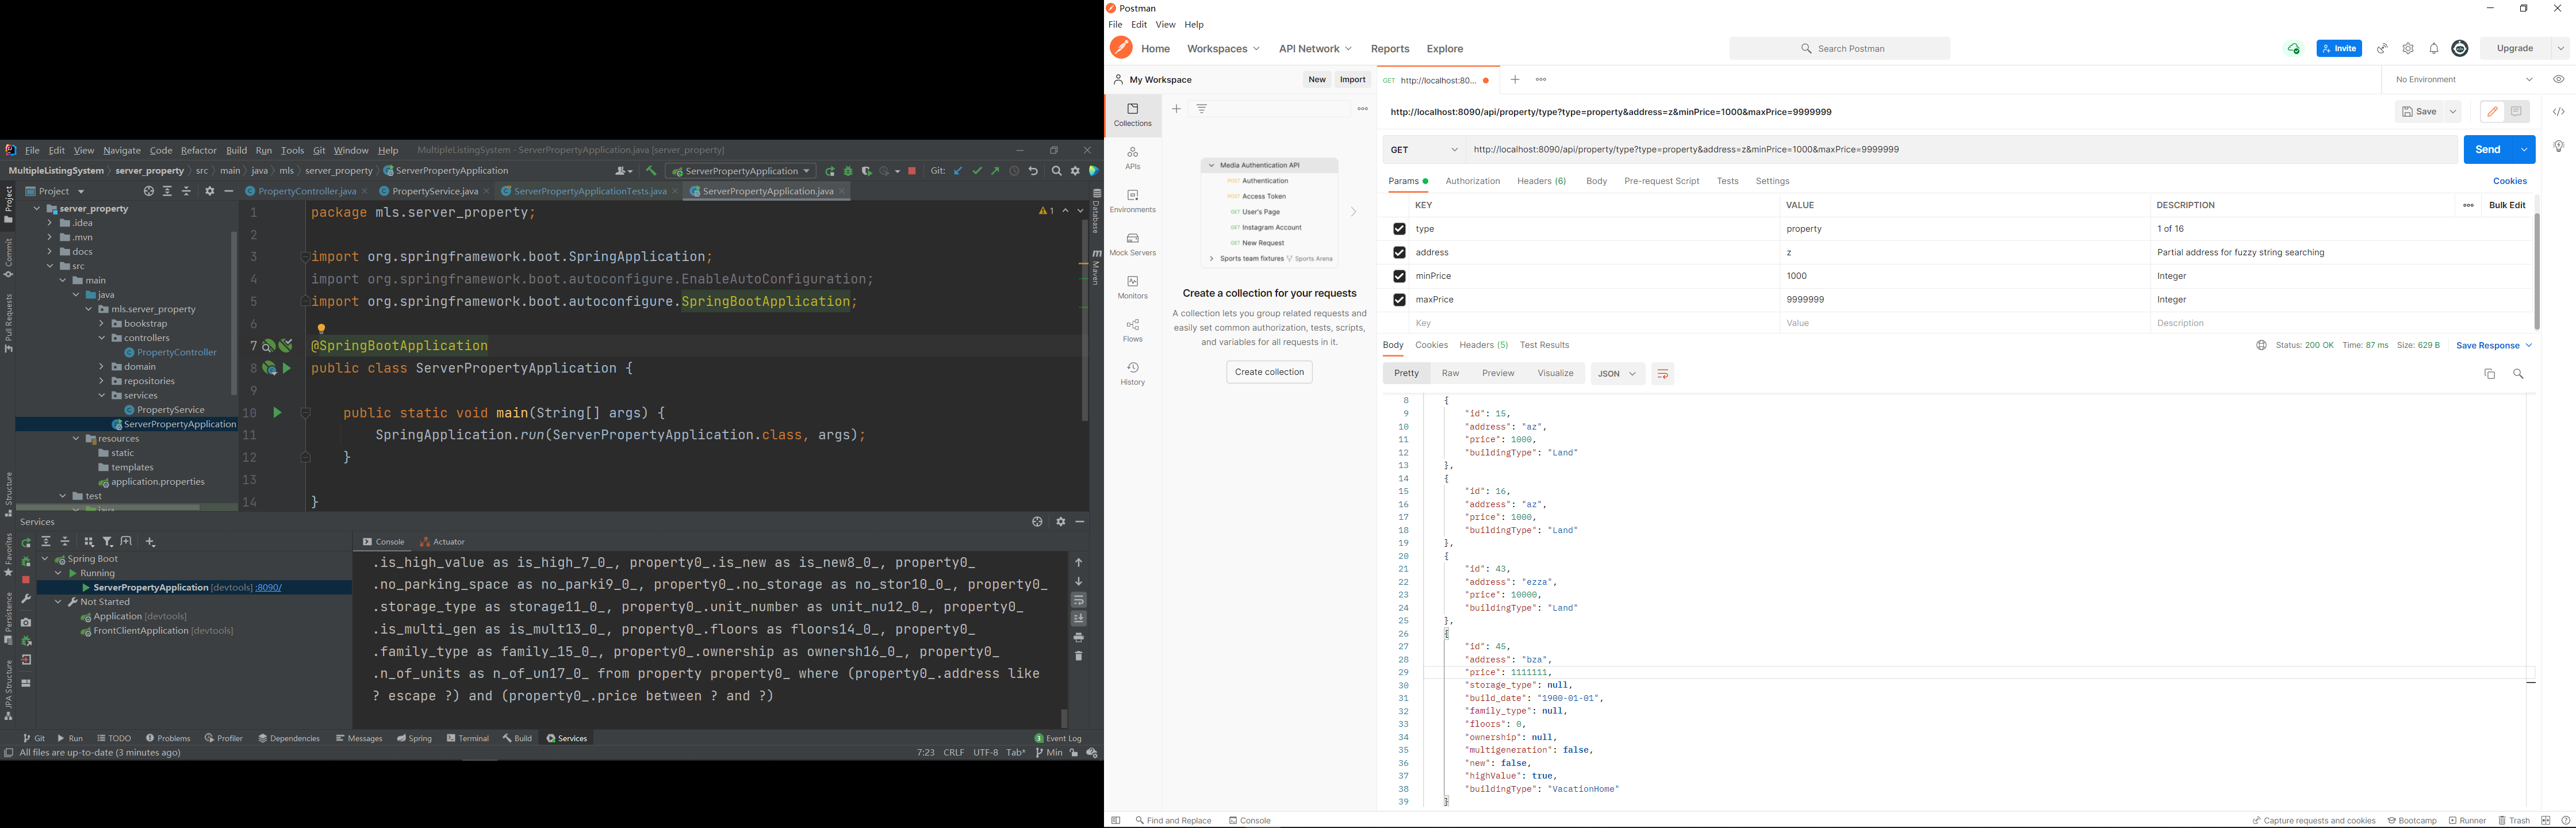 MultipleListingSystem - ServerPropertyApplication.java [server_property]
File Edit View Navigate Code Refactor Build Run Tools Git Window Help
MultipleListingSystem server_property src main java mls server_property ServerPropertyApplication
ServerPropertyApplication
Git:
Project
PropertyController.java
PropertyService.java
ServerPropertyApplicationTests.java
ServerPropertyApplication.java
server_property
.idea
.mvn
docs
src
main
java
mls.server_property
bookstrap
controllers
PropertyController
domain
repositories
services
PropertyService
ServerPropertyApplication
resources
static
templates
application.properties
test
java
1 package mls.server_property;
2
3 import org.springframework.boot.SpringApplication;
4 import org.springframework.boot.autoconfigure.EnableAutoConfiguration;
5 import org.springframework.boot.autoconfigure.SpringBootApplication;
6
7 @SpringBootApplication
8 public class ServerPropertyApplication {
9
10 public static void main(String[] args) {
11 SpringApplication.run(ServerPropertyApplication.class, args);
12 }
13
14 }
1
Project
Commit
Pull Requests
Structure
Favorites
Persistence
JPA Structure
Database
Maven
Services
Spring Boot
Running
ServerPropertyApplication [devtools] :8090/
Not Started
Application [devtools]
FrontClientApplication [devtools]
Console Actuator
.is_high_value as is_high_7_0_, property0_.is_new as is_new8_0_, property0_
.no_parking_space as no_parki9_0_, property0_.no_storage as no_stor10_0_, property0_
.storage_type as storage11_0_, property0_.unit_number as unit_nu12_0_, property0_
.is_multi_gen as is_mult13_0_, property0_.floors as floors14_0_, property0_
.family_type as family_15_0_, property0_.ownership as ownersh16_0_, property0_
.n_of_units as n_of_un17_0_ from property property0_ where (property0_.address like
? escape ?) and (property0_.price between ? and ?)
Git Run TODO Problems Profiler Dependencies Messages Spring Terminal Build Services
3 Event Log
All files are up-to-date (3 minutes ago)
7:23 CRLF UTF-8 Tab* Min
Postman
File Edit View Help
Home Workspaces API Network Reports Explore
Search Postman
Invite
Upgrade
My Workspace
New Import
GET http://localhost:80...
No Environment
Collections
APIs
Environments
Mock Servers
Monitors
Flows
History
Media Authentication API
POST Authentication
POST Access Token
GET User's Page
GET Instagram Account
GET New Request
Sports team fixtures Sports Arena
Create a collection for your requests
A collection lets you group related requests and
easily set common authorization, tests, scripts,
and variables for all requests in it.
Create collection
http://localhost:8090/api/property/type?type=property&address=z&minPrice=1000&maxPrice=9999999
Save
GET http://localhost:8090/api/property/type?type=property&address=z&minPrice=1000&maxPrice=9999999
Send
Params Authorization Headers (6) Body Pre-request Script Tests Settings
Cookies
KEY VALUE DESCRIPTION
Bulk Edit
type property 1 of 16
address z Partial address for fuzzy string searching
minPrice 1000 Integer
maxPrice 9999999 Integer
Key Value Description
Body Cookies Headers (5) Test Results
Status: 200 OK Time: 87 ms Size: 629 B
Save Response
Pretty Raw Preview Visualize JSON
8 {
9 "id": 15,
10 "address": "az",
11 "price": 1000,
12 "buildingType": "Land"
13 },
14 {
15 "id": 16,
16 "address": "az",
17 "price": 1000,
18 "buildingType": "Land"
19 },
20 {
21 "id": 43,
22 "address": "ezza",
23 "price": 10000,
24 "buildingType": "Land"
25 },
26 {
27 "id": 45,
28 "address": "bza",
29 "price": 1111111,
30 "storage_type": null,
31 "build_date": "1900-01-01",
32 "family_type": null,
33 "floors": 0,
34 "ownership": null,
35 "multigeneration": false,
36 "new": false,
37 "highValue": true,
38 "buildingType": "VacationHome"
39 }
Find and Replace Console
Capture requests and cookies Bootcamp Runner Trash